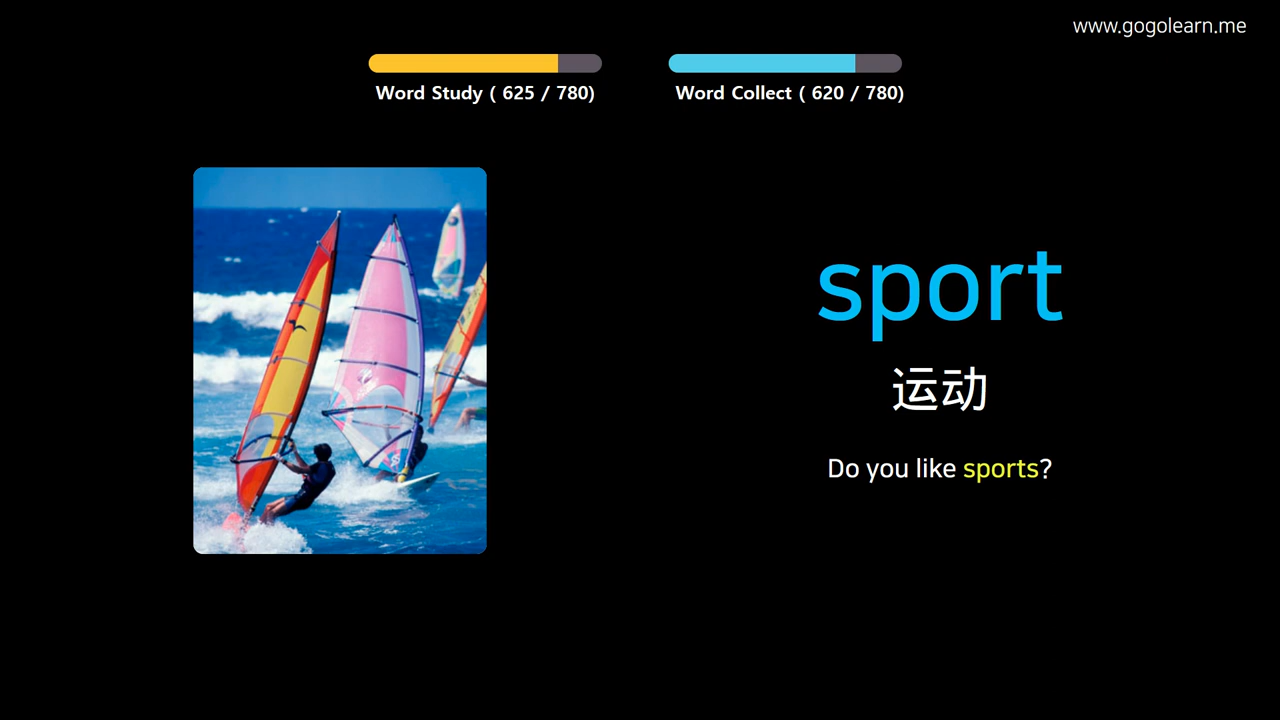 www.gogolearn.me
Word Study ( 625 / 780)
Word Collect ( 620 / 780)
sport
运动
Do you like sports?